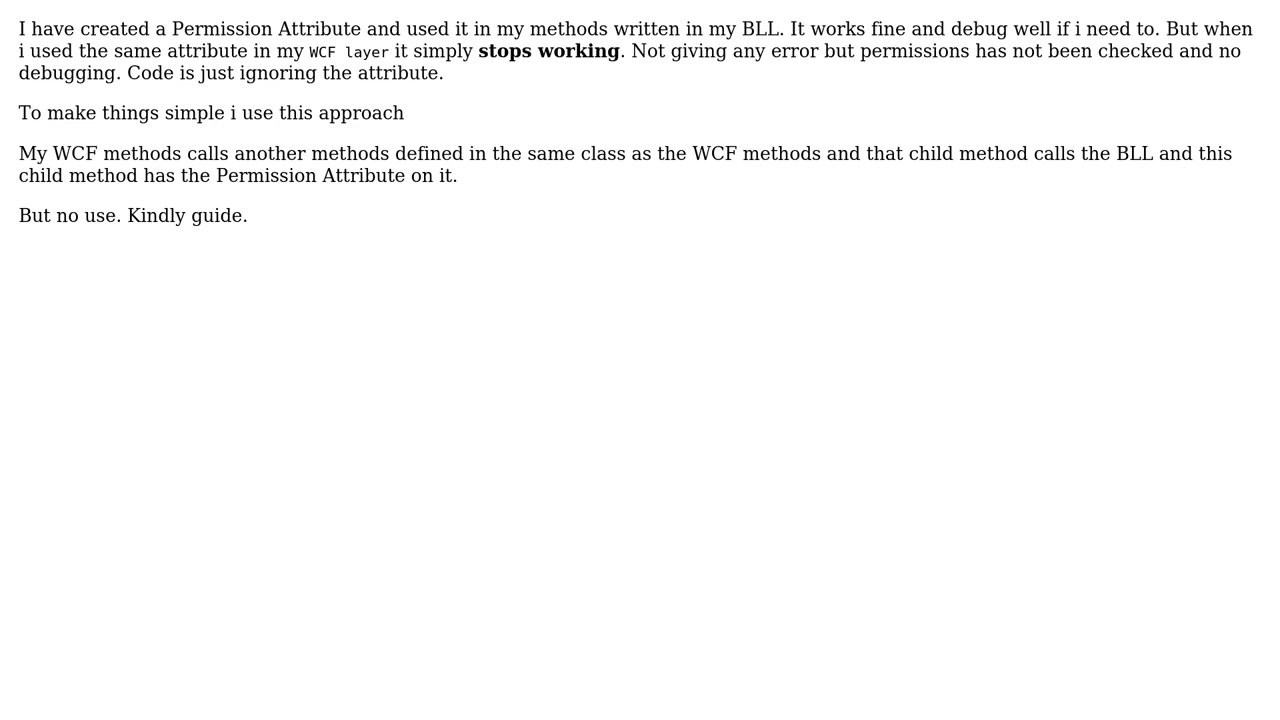 I have created a Permission Attribute and used it in my methods written in my BLL. It works fine and debug well if i need to. But when
i used the same attribute in my WCF layer it simply stops working. Not giving any error but permissions has not been checked and no
debugging. Code is just ignoring the attribute.
To make things simple i use this approach
My WCF methods calls another methods defined in the same class as the WCF methods and that child method calls the BLL and this
child method has the Permission Attribute on it.
But no use. Kindly guide.